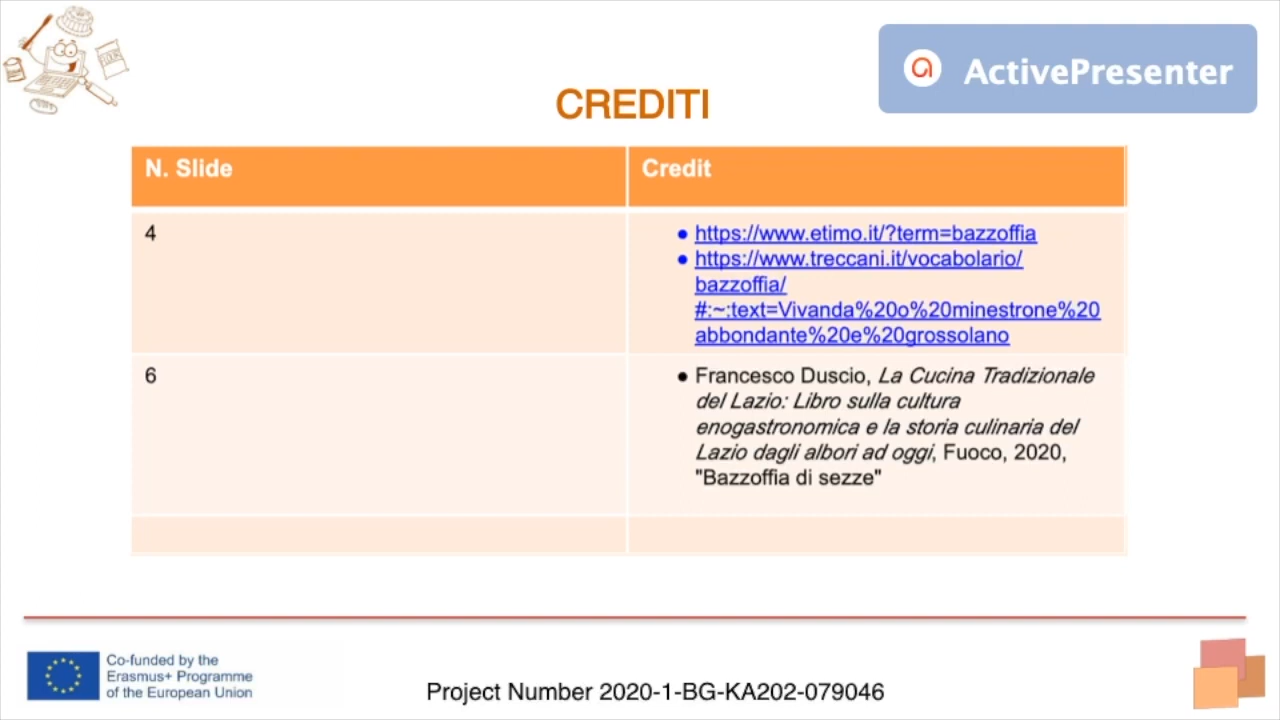 ActivePresenter
CREDITI
N. Slide
Credit
4
● https://www.etimo.it/?term=bazzoffia
● https://www.treccani.it/vocabolario/
bazzoffia/
#:~:text=Vivanda%20o%20minestrone%20
abbondante%20e%20grossolano
6
● Francesco Duscio, La Cucina Tradizionale
del Lazio: Libro sulla cultura
enogastronomica e la storia culinaria del
Lazio dagli albori ad oggi, Fuoco, 2020,
"Bazzoffia di sezze"
Co-funded by the
Erasmus+ Programme
of the European Union
Project Number 2020-1-BG-KA202-079046